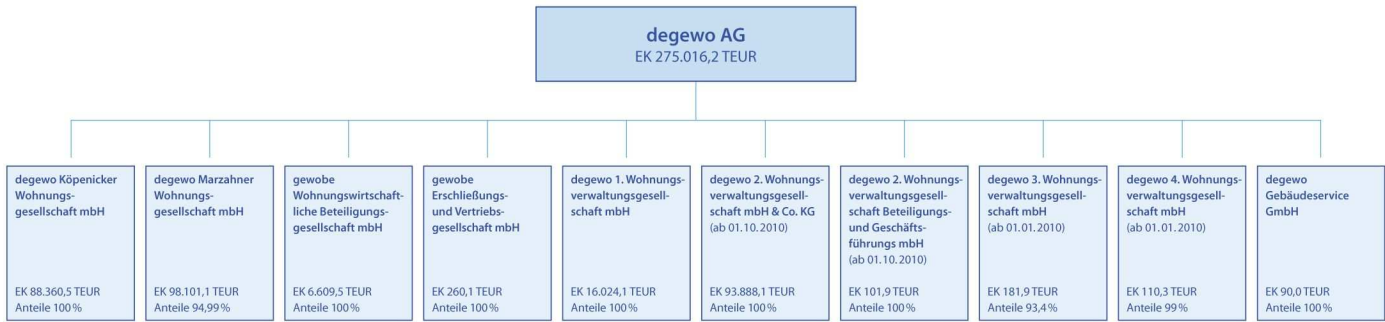 degewo AG
EK 275.016,2 TEUR
degewo Köpenicker
Wohnungs-
gesellschaft mbH
EK 88.360,5 TEUR
Anteile 100 %
degewo Marzahner
Wohnungs-
gesellschaft mbH
EK 98.101,1 TEUR
Anteile 94,99 %
gewobe
Wohnungswirtschaft-
liche Beteiligungs-
gesellschaft mbH
EK 6.609,5 TEUR
Anteile 100 %
gewobe
Erschließungs-
und Vertriebs-
gesellschaft mbH
EK 260,1 TEUR
Anteile 100 %
degewo 1. Wohnungs-
verwaltungsgesell-
schaft mbH
EK 16.024,1 TEUR
Anteile 100 %
degewo 2. Wohnungs-
verwaltungsgesell-
schaft mbH & Co. KG
(ab 01.10.2010)
EK 93.888,1 TEUR
Anteile 100 %
degewo 2. Wohnungs-
verwaltungsgesell-
schaft Beteiligungs-
und Geschäfts-
führungs mbH
(ab 01.10.2010)
EK 101,9 TEUR
Anteile 100 %
degewo 3. Wohnungs-
verwaltungsgesell-
schaft mbH
(ab 01.01.2010)
EK 181,9 TEUR
Anteile 93,4 %
degewo 4. Wohnungs-
verwaltungsgesell-
schaft mbH
(ab 01.01.2010)
EK 110,3 TEUR
Anteile 99 %
degewo
Gebäudeservice
GmbH
EK 90,0 TEUR
Anteile 100 %